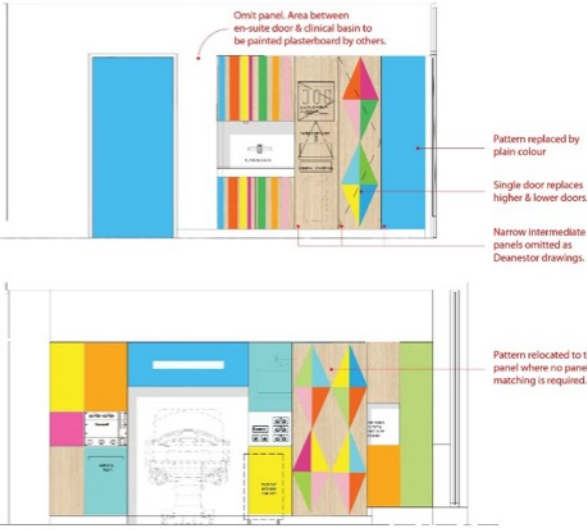 Omit panel. Area between
en-suite door & clinical basin to
be painted plasterboard by others.
Pattern replaced by
plain colour
Single door replaces
higher & lower doors.
Narrow intermediate
panels omitted as
Deanestor drawings.
Pattern relocated to t
panel where no pane
matching is required.